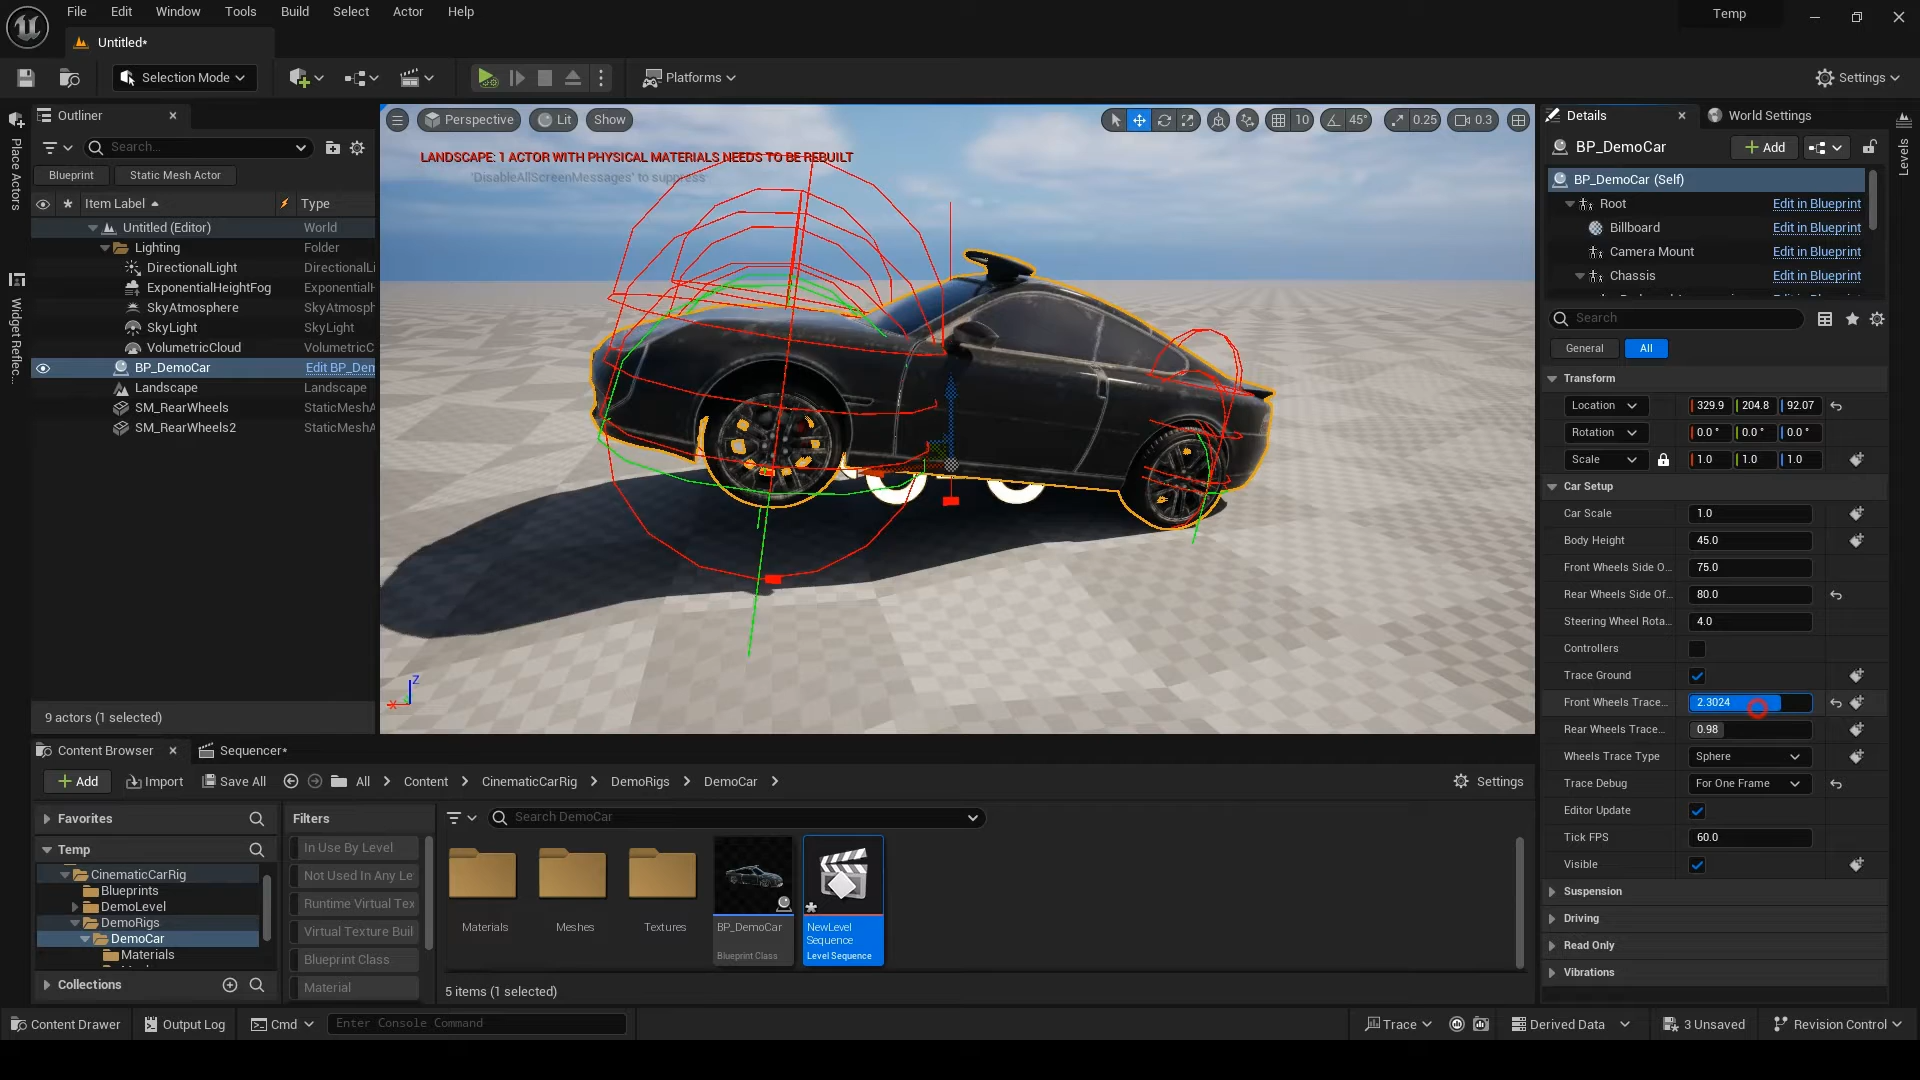 File Edit Window Tools Build Select Actor Help
Temp
Untitled*
Selection Mode
Platforms
Settings
Place Actors
Widget Reflec...
Levels
Outliner
Search...
Blueprint Static Mesh Actor
Item Label Type
Untitled (Editor) World
Lighting Folder
DirectionalLight DirectionalLi
ExponentialHeightFog ExponentialH
SkyAtmosphere SkyAtmosph
SkyLight SkyLight
VolumetricCloud VolumetricC
BP_DemoCar Edit BP_Den
Landscape Landscape
SM_RearWheels StaticMeshA
SM_RearWheels2 StaticMeshA
9 actors (1 selected)
Perspective Lit Show
10 45° 0.25 0.3
LANDSCAPE: 1 ACTOR WITH PHYSICAL MATERIALS NEEDS TO BE REBUILT
'DisableAllScreenMessages' to suppress
Z
X
Details World Settings
BP_DemoCar Add
BP_DemoCar (Self)
Root Edit in Blueprint
Billboard Edit in Blueprint
Camera Mount Edit in Blueprint
Chassis Edit in Blueprint
Search
General All
Transform
Location 329.9 204.8 92.07
Rotation 0.0° 0.0° 0.0°
Scale 1.0 1.0 1.0
Car Setup
Car Scale 1.0
Body Height 45.0
Front Wheels Side O... 75.0
Rear Wheels Side Of... 80.0
Steering Wheel Rota... 4.0
Controllers
Trace Ground
Front Wheels Trace... 2.3024
Rear Wheels Trace... 0.98
Wheels Trace Type Sphere
Trace Debug For One Frame
Editor Update
Tick FPS 60.0
Visible
Suspension
Driving
Read Only
Vibrations
Content Browser Sequencer*
Add Import Save All All Content CinematicCarRig DemoRigs DemoCar Settings
Favorites
Temp
CinematicCarRig
Blueprints
DemoLevel
DemoRigs
DemoCar
Materials
Collections
Filters
In Use By Level
Not Used In Any Le
Runtime Virtual Tex
Virtual Texture Buil
Blueprint Class
Material
Search DemoCar
Materials Meshes Textures
BP_DemoCar
Blueprint Class
NewLevel
Sequence
Level Sequence
5 items (1 selected)
Content Drawer Output Log Cmd Enter Console Command Trace Derived Data 3 Unsaved Revision Control